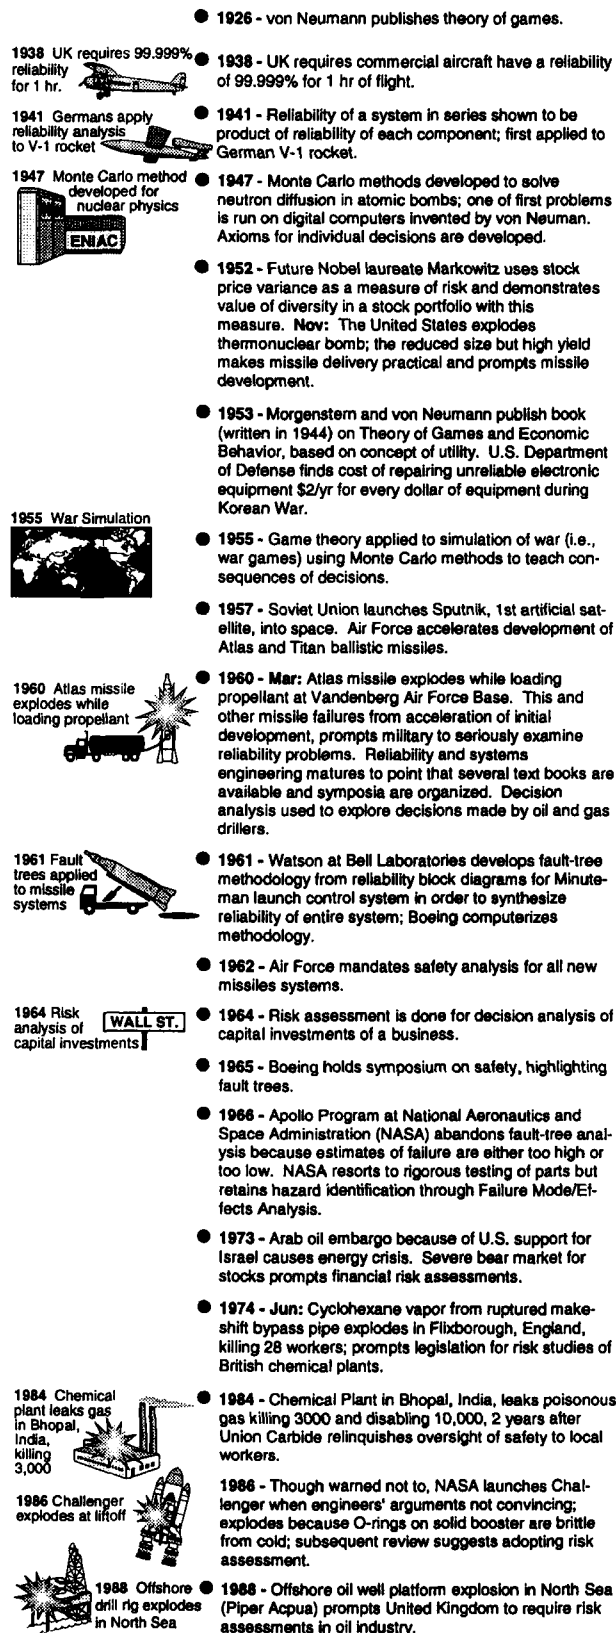 ● 1926 - von Neumann publishes theory of games.
1938 UK requires 99.999%
reliability
for 1 hr.
● 1938 - UK requires commercial aircraft have a reliability
of 99.999% for 1 hr of flight.
1941 Germans apply
reliability analysis
to V-1 rocket
● 1941 - Reliability of a system in series shown to be
product of reliability of each component; first applied to
German V-1 rocket.
1947 Monte Carlo method
developed for
nuclear physics
ENIAC
● 1947 - Monte Carlo methods developed to solve
neutron diffusion in atomic bombs; one of first problems
is run on digital computers invented by von Neuman.
Axioms for individual decisions are developed.
● 1952 - Future Nobel laureate Markowitz uses stock
price variance as a measure of risk and demonstrates
value of diversity in a stock portfolio with this
measure. Nov: The United States explodes
thermonuclear bomb; the reduced size but high yield
makes missile delivery practical and prompts missile
development.
● 1953 - Morgenstern and von Neumann publish book
(written in 1944) on Theory of Games and Economic
Behavior, based on concept of utility. U.S. Department
of Defense finds cost of repairing unreliable electronic
equipment $2/yr for every dollar of equipment during
Korean War.
1955 War Simulation
● 1955 - Game theory applied to simulation of war (i.e.,
war games) using Monte Carlo methods to teach con-
sequences of decisions.
● 1957 - Soviet Union launches Sputnik, 1st artificial sat-
ellite, into space. Air Force accelerates development of
Atlas and Titan ballistic missiles.
1960 Atlas missile
explodes while
loading propellant
● 1960 - Mar: Atlas missile explodes while loading
propellant at Vandenberg Air Force Base. This and
other missile failures from acceleration of initial
development, prompts military to seriously examine
reliability problems. Reliability and systems
engineering matures to point that several text books are
available and symposia are organized. Decision
analysis used to explore decisions made by oil and gas
drillers.
1961 Fault
trees applied
to missile
systems
● 1961 - Watson at Bell Laboratories develops fault-tree
methodology from reliability block diagrams for Minute-
man launch control system in order to synthesize
reliability of entire system; Boeing computerizes
methodology.
● 1962 - Air Force mandates safety analysis for all new
missiles systems.
1964 Risk
analysis of
capital investments
WALL ST.
● 1964 - Risk assessment is done for decision analysis of
capital investments of a business.
● 1965 - Boeing holds symposium on safety, highlighting
fault trees.
● 1966 - Apollo Program at National Aeronautics and
Space Administration (NASA) abandons fault-tree anal-
ysis because estimates of failure are either too high or
too low. NASA resorts to rigorous testing of parts but
retains hazard identification through Failure Mode/Ef-
fects Analysis.
● 1973 - Arab oil embargo because of U.S. support for
Israel causes energy crisis. Severe bear market for
stocks prompts financial risk assessments.
● 1974 - Jun: Cyclohexane vapor from ruptured make-
shift bypass pipe explodes in Flixborough, England,
killing 28 workers; prompts legislation for risk studies of
British chemical plants.
1984 Chemical
plant leaks gas
in Bhopal,
India,
killing
3,000
● 1984 - Chemical Plant in Bhopal, India, leaks poisonous
gas killing 3000 and disabling 10,000, 2 years after
Union Carbide relinquishes oversight of safety to local
workers.
1986 Challenger
explodes at liftoff
1986 - Though warned not to, NASA launches Chal-
lenger when engineers' arguments not convincing;
explodes because O-rings on solid booster are brittle
from cold; subsequent review suggests adopting risk
assessment.
1988 Offshore
drill rig explodes
in North Sea
● 1988 - Offshore oil well platform explosion in North Sea
(Piper Acpua) prompts United Kingdom to require risk
assessments in oil industry.